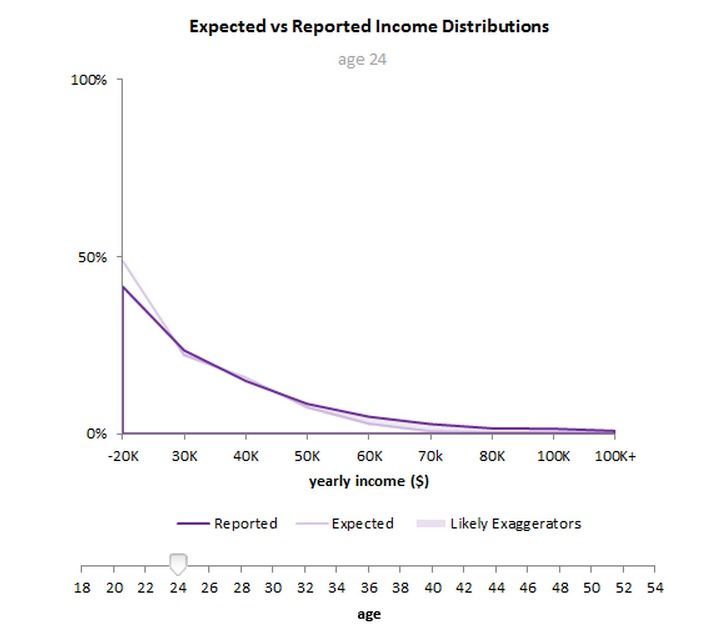 Expected vs Reported Income Distributions
age 24
100%
50%
0%
-20K 30K 40K 50K 60K 70k 80K 100K 100K+
yearly income ($)
Reported Expected Likely Exaggerators
18 20 22 24 26 28 30 32 34 36 38 40 42 44 46 48 50 52 54
age